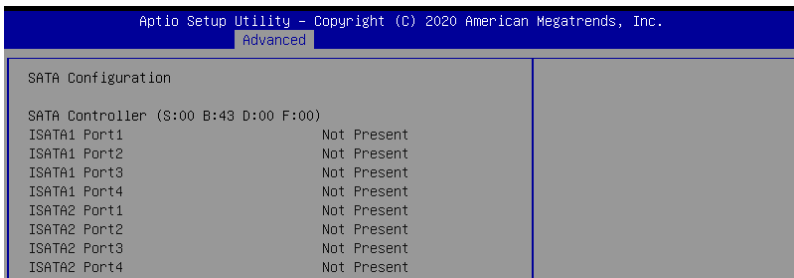 Aptio Setup Utility – Copyright (C) 2020 American Megatrends, Inc.
Advanced
SATA Configuration
SATA Controller (S:00 B:43 D:00 F:00)
ISATA1 Port1 Not Present
ISATA1 Port2 Not Present
ISATA1 Port3 Not Present
ISATA1 Port4 Not Present
ISATA2 Port1 Not Present
ISATA2 Port2 Not Present
ISATA2 Port3 Not Present
ISATA2 Port4 Not Present